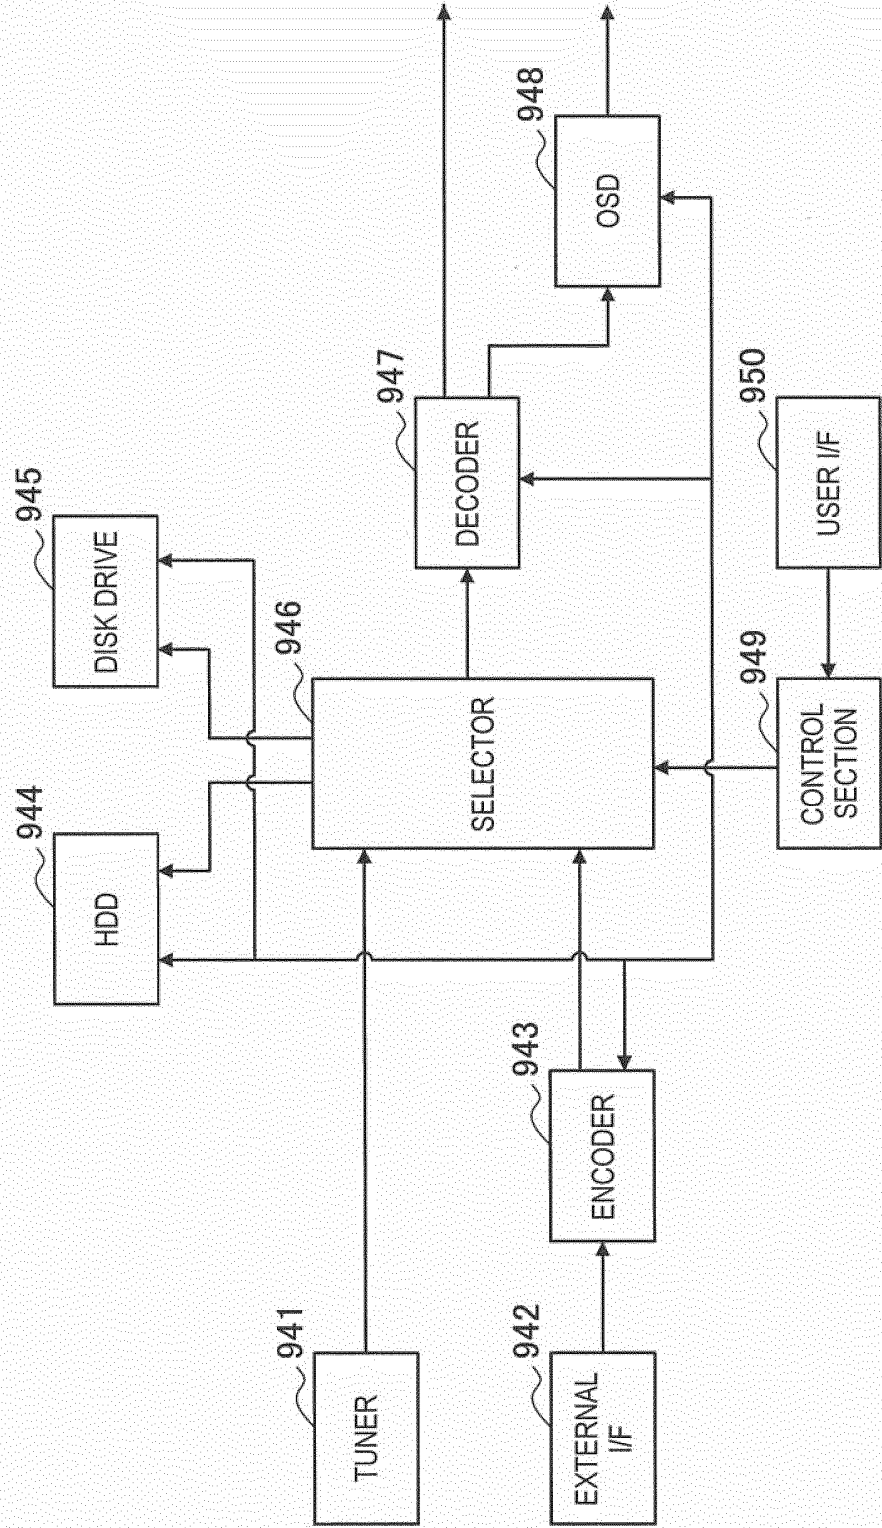 944
HDD
945
DISK DRIVE
941
TUNER
946
SELECTOR
947
DECODER
948
OSD
942
EXTERNAL
I/F
943
ENCODER
949
CONTROL
SECTION
950
USER I/F